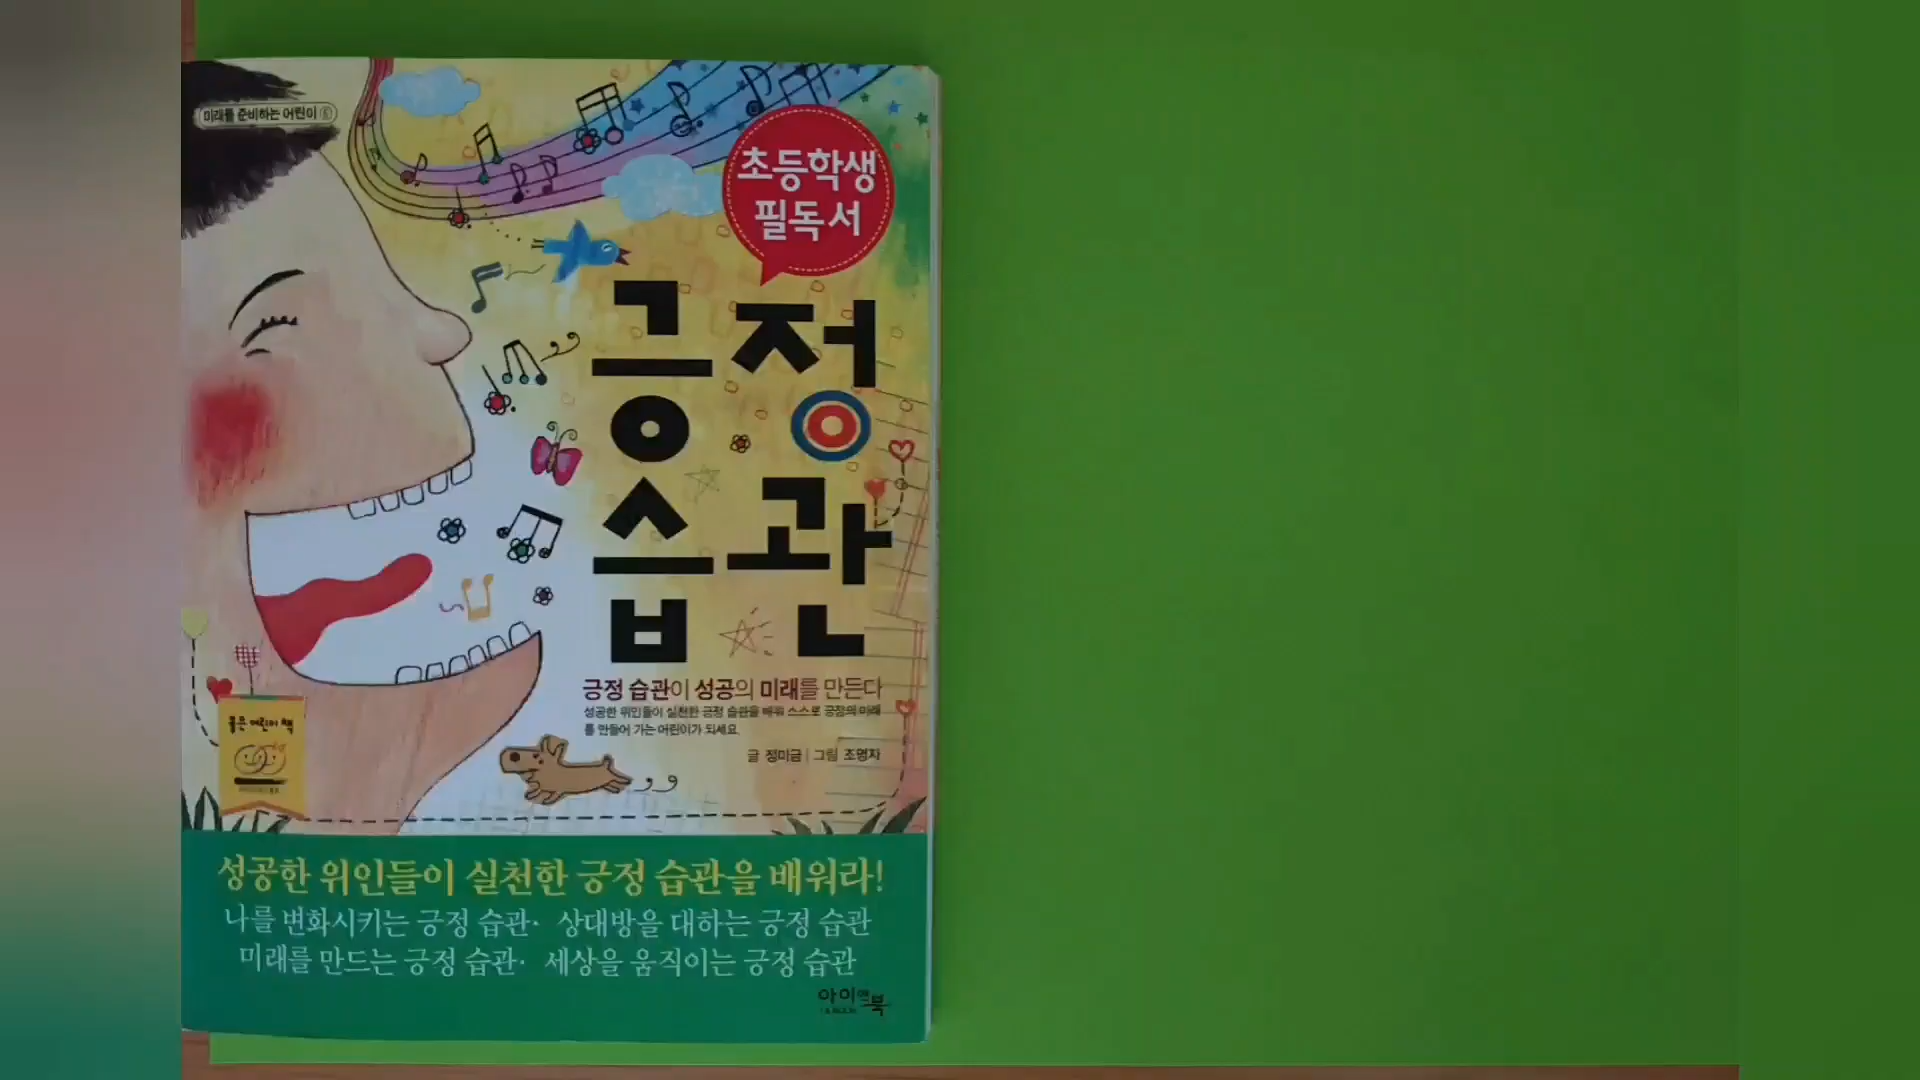 미래를 준비하는 어린이 ⑤
초등학생
필독서
긍정
습관
긍정 습관이 성공의 미래를 만든다
성공한 위인들이 실천한 긍정 습관을 배워 스스로 긍정의 미래
를 만들어 가는 어린이가 되세요.
글 정미금 | 그림 조명자
좋은 어린이 책
성공한 위인들이 실천한 긍정 습관을 배워라!
나를 변화시키는 긍정 습관· 상대방을 대하는 긍정 습관
미래를 만드는 긍정 습관· 세상을 움직이는 긍정 습관
아이앤북